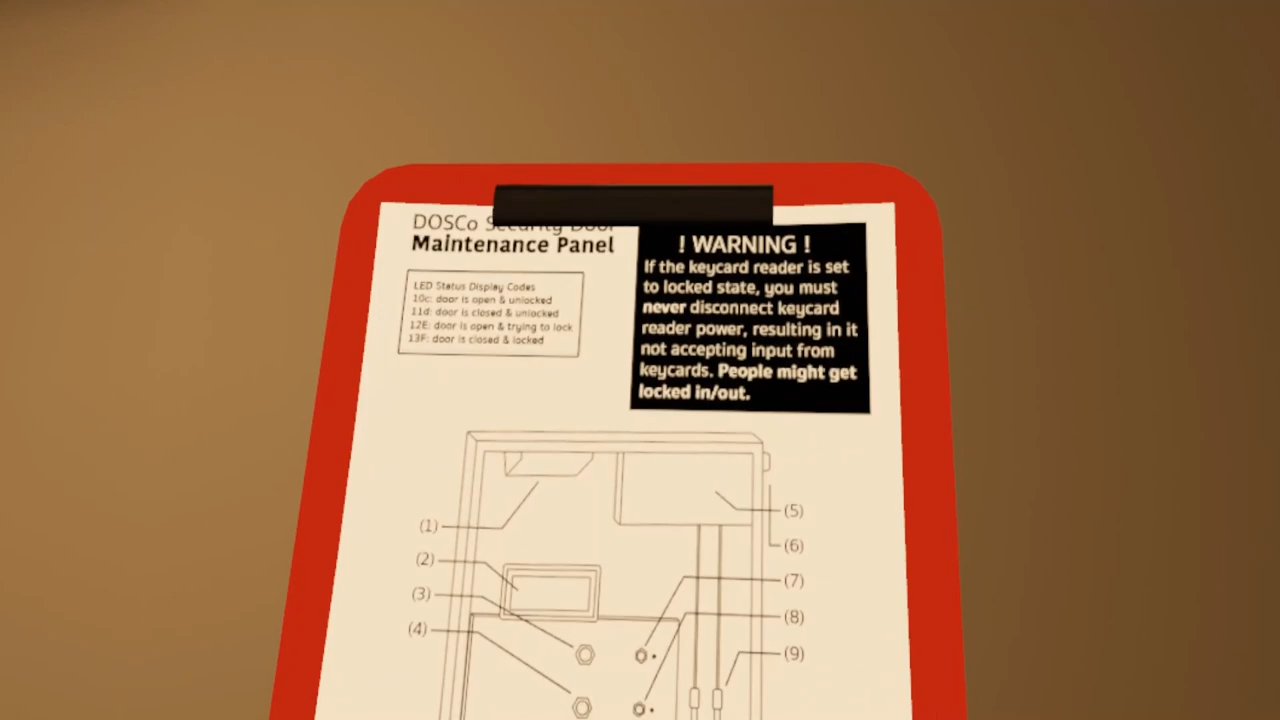 DOSCo Security Door
Maintenance Panel
LED Status Display Codes
10c: door is open & unlocked
11d: door is closed & unlocked
12E: door is open & trying to lock
13F: door is closed & locked
! WARNING !
If the keycard reader is set
to locked state, you must
never disconnect keycard
reader power, resulting in it
not accepting input from
keycards. People might get
locked in/out.
(1)
(2)
(3)
(4)
(5)
(6)
(7)
(8)
(9)